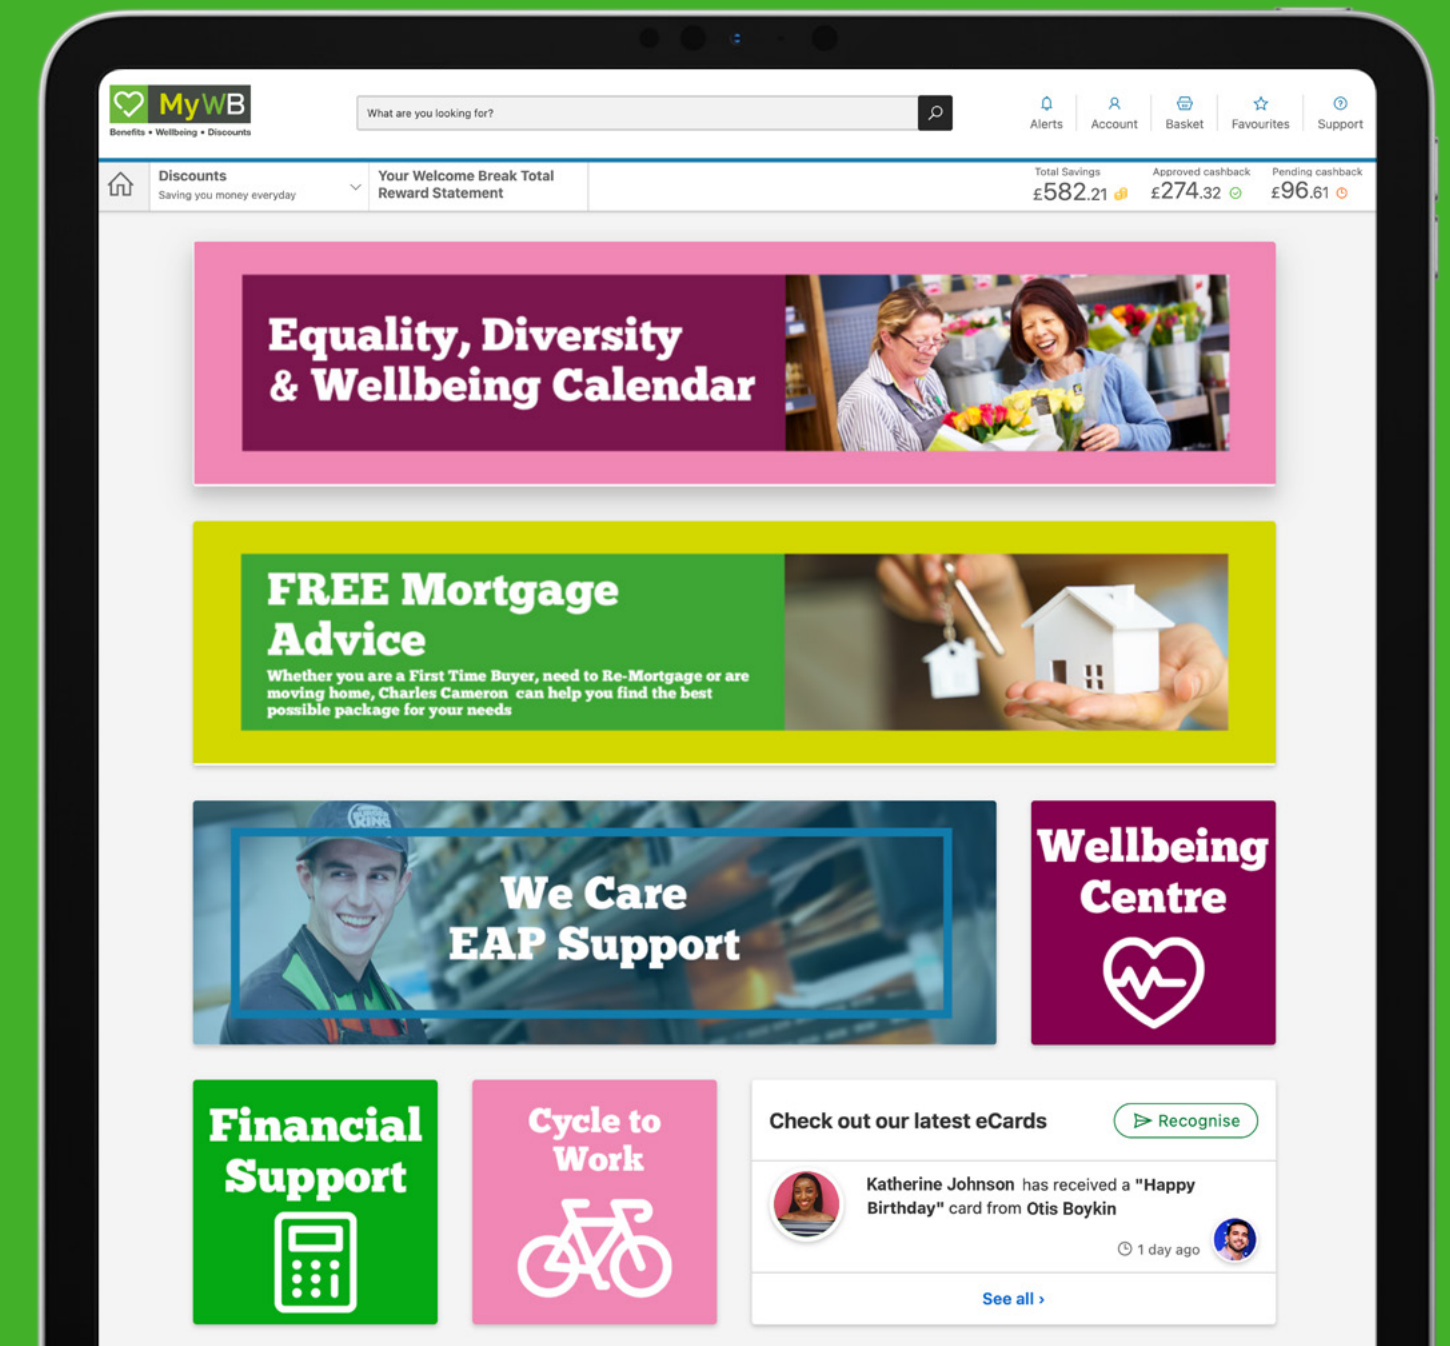 MyWB
Benefits • Wellbeing • Discounts
What are you looking for?
Alerts
Account
Basket
Favourites
Support
Discounts
Saving you money everyday
Your Welcome Break Total
Reward Statement
Total Savings
£582.21
Approved cashback
£274.32
Pending cashback
£96.61
Equality, Diversity
& Wellbeing Calendar
FREE Mortgage
Advice
Whether you are a First Time Buyer, need to Re-Mortgage or are
moving home, Charles Cameron can help you find the best
possible package for your needs
BURGER
KING
We Care
EAP Support
Wellbeing
Centre
Financial
Support
Cycle to
Work
Check out our latest eCards
Recognise
Katherine Johnson has received a "Happy
Birthday" card from Otis Boykin
1 day ago
See all ›